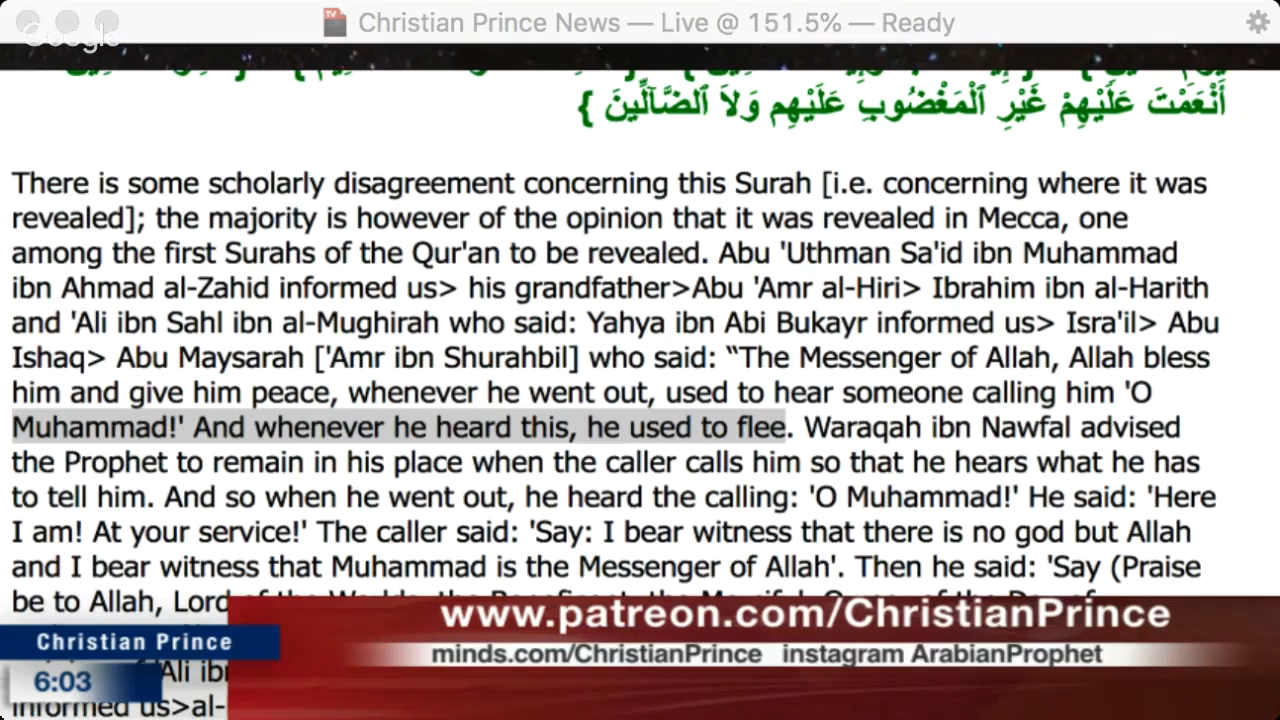 Christian Prince News — Live @ 151.5% — Ready
Google
أَنْعَمْتَ عَلَيْهِمْ غَيْرِ ٱلْمَغْضُوبِ عَلَيْهِم وَلاَ ٱلضَّآلِّينَ }
There is some scholarly disagreement concerning this Surah [i.e. concerning where it was
revealed]; the majority is however of the opinion that it was revealed in Mecca, one
among the first Surahs of the Qur'an to be revealed. Abu 'Uthman Sa'id ibn Muhammad
ibn Ahmad al-Zahid informed us> his grandfather>Abu 'Amr al-Hiri> Ibrahim ibn al-Harith
and 'Ali ibn Sahl ibn al-Mughirah who said: Yahya ibn Abi Bukayr informed us> Isra'il> Abu
Ishaq> Abu Maysarah ['Amr ibn Shurahbil] who said: “The Messenger of Allah, Allah bless
him and give him peace, whenever he went out, used to hear someone calling him 'O
Muhammad!' And whenever he heard this, he used to flee. Waraqah ibn Nawfal advised
the Prophet to remain in his place when the caller calls him so that he hears what he has
to tell him. And so when he went out, he heard the calling: 'O Muhammad!' He said: 'Here
I am! At your service!' The caller said: 'Say: I bear witness that there is no god but Allah
and I bear witness that Muhammad is the Messenger of Allah'. Then he said: 'Say (Praise
be to Allah, Lord
www.patreon.com/ChristianPrince
Christian Prince
minds.com/ChristianPrince instagram ArabianProphet
'Ali ibn
6:03
informed us>al-